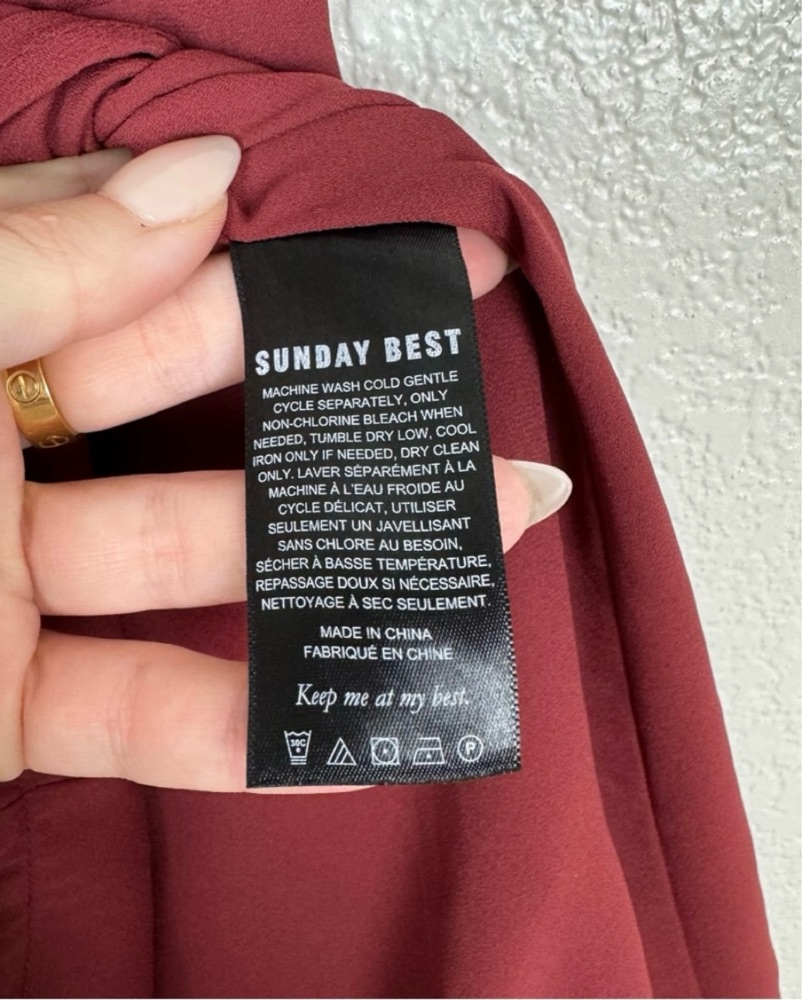 SUNDAY BEST
MACHINE WASH COLD GENTLE
CYCLE SEPARATELY, ONLY
NON-CHLORINE BLEACH WHEN
NEEDED, TUMBLE DRY LOW, COOL
IRON ONLY IF NEEDED, DRY CLEAN
ONLY. LAVER SÉPARÉMENT À LA
MACHINE À L'EAU FROIDE AU
CYCLE DÉLICAT, UTILISER
SEULEMENT UN JAVELLISANT
SANS CHLORE AU BESOIN,
SÉCHER À BASSE TEMPÉRATURE,
REPASSAGE DOUX SI NÉCESSAIRE,
NETTOYAGE À SEC SEULEMENT.
MADE IN CHINA
FABRIQUÉ EN CHINE
Keep me at my best.
30C P